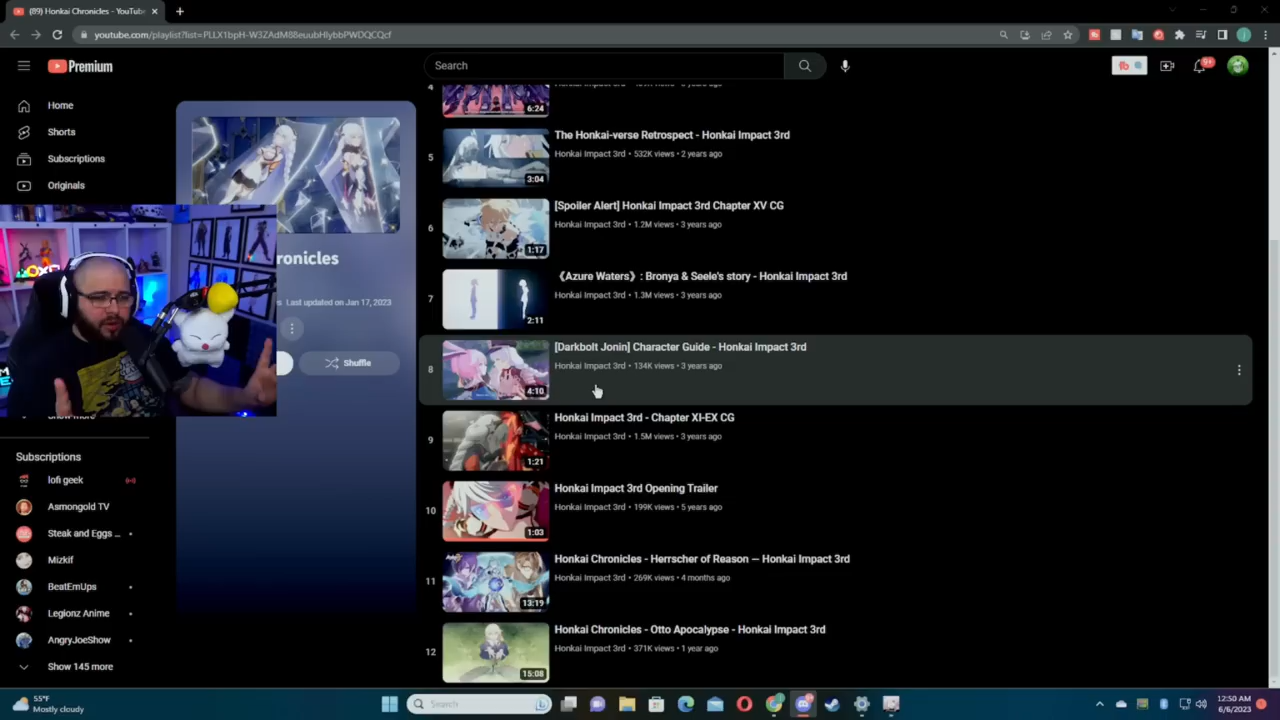 (89) Honkai Chronicles - YouTube
youtube.com/playlist?list=PLLX1bpH-W3ZAdM88euubHIybbPWDQCQcf
Premium
Search
9+
Home
Shorts
Subscriptions
Originals
ronicles
Last updated on Jan 17, 2023
Shuffle
Subscriptions
lofi geek
Asmongold TV
Steak and Eggs ...
Mizkif
BeatEmUps
Legionz Anime
AngryJoeShow
Show 145 more
4
6:24
5
3:04
The Honkai-verse Retrospect - Honkai Impact 3rd
Honkai Impact 3rd • 532K views • 2 years ago
6
1:17
[Spoiler Alert] Honkai Impact 3rd Chapter XV CG
Honkai Impact 3rd • 1.2M views • 3 years ago
7
2:11
《Azure Waters》: Bronya & Seele's story - Honkai Impact 3rd
Honkai Impact 3rd • 1.3M views • 3 years ago
8
4:10
[Darkbolt Jonin] Character Guide - Honkai Impact 3rd
Honkai Impact 3rd • 134K views • 3 years ago
9
1:21
Honkai Impact 3rd - Chapter XI-EX CG
Honkai Impact 3rd • 1.5M views • 3 years ago
10
1:03
Honkai Impact 3rd Opening Trailer
Honkai Impact 3rd • 199K views • 5 years ago
11
13:19
Honkai Chronicles - Herrscher of Reason — Honkai Impact 3rd
Honkai Impact 3rd • 269K views • 4 months ago
12
15:08
Honkai Chronicles - Otto Apocalypse - Honkai Impact 3rd
Honkai Impact 3rd • 371K views • 1 year ago
55°F
Mostly cloudy
Search
12:50 AM
6/6/2023